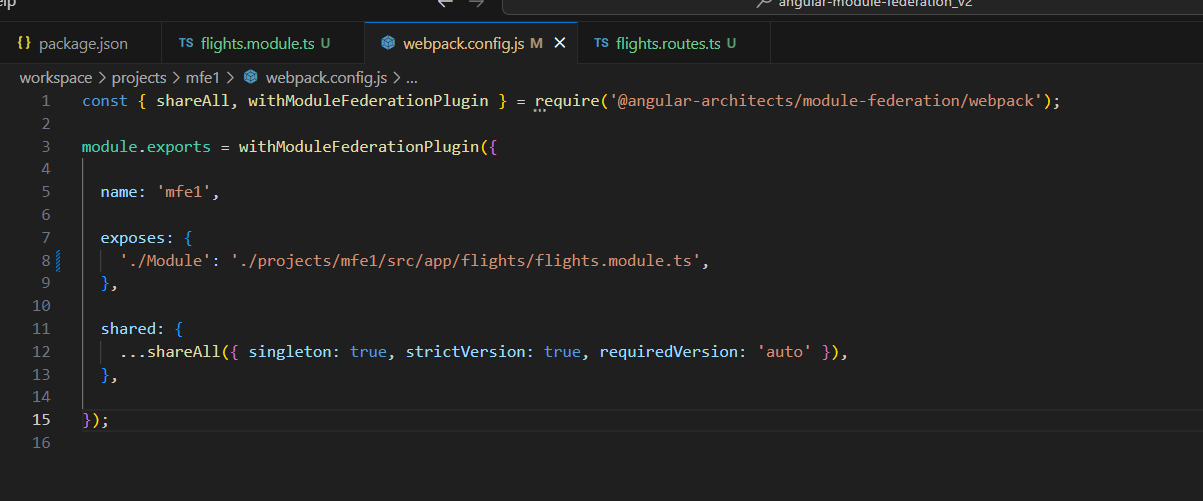 angular-module-federation_v2
{} package.json TS flights.module.ts U webpack.config.js M TS flights.routes.ts U
workspace > projects > mfe1 > webpack.config.js > ...
1 const { shareAll, withModuleFederationPlugin } = require('@angular-architects/module-federation/webpack');
2
3 module.exports = withModuleFederationPlugin({
4
5 name: 'mfe1',
6
7 exposes: {
8 './Module': './projects/mfe1/src/app/flights/flights.module.ts',
9 },
10
11 shared: {
12 ...shareAll({ singleton: true, strictVersion: true, requiredVersion: 'auto' }),
13 },
14
15 });
16